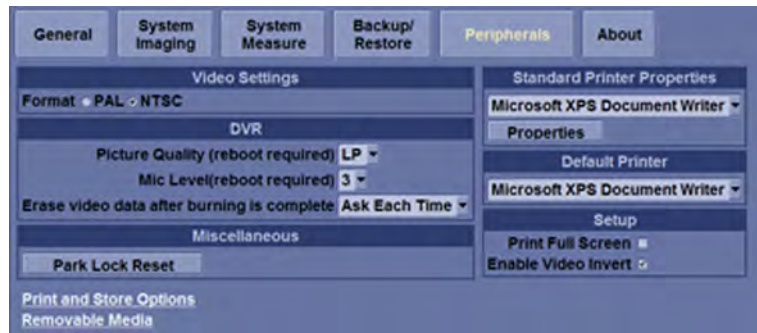 General
System Imaging
System Measure
Backup/ Restore
Peripherals
About
Video Settings
Format PAL NTSC
DVR
Picture Quality (reboot required) LP
Mic Level(reboot required) 3
Erase video data after burning is complete Ask Each Time
Miscellaneous
Park Lock Reset
Print and Store Options
Removable Media
Standard Printer Properties
Microsoft XPS Document Writer
Properties
Default Printer
Microsoft XPS Document Writer
Setup
Print Full Screen
Enable Video Invert